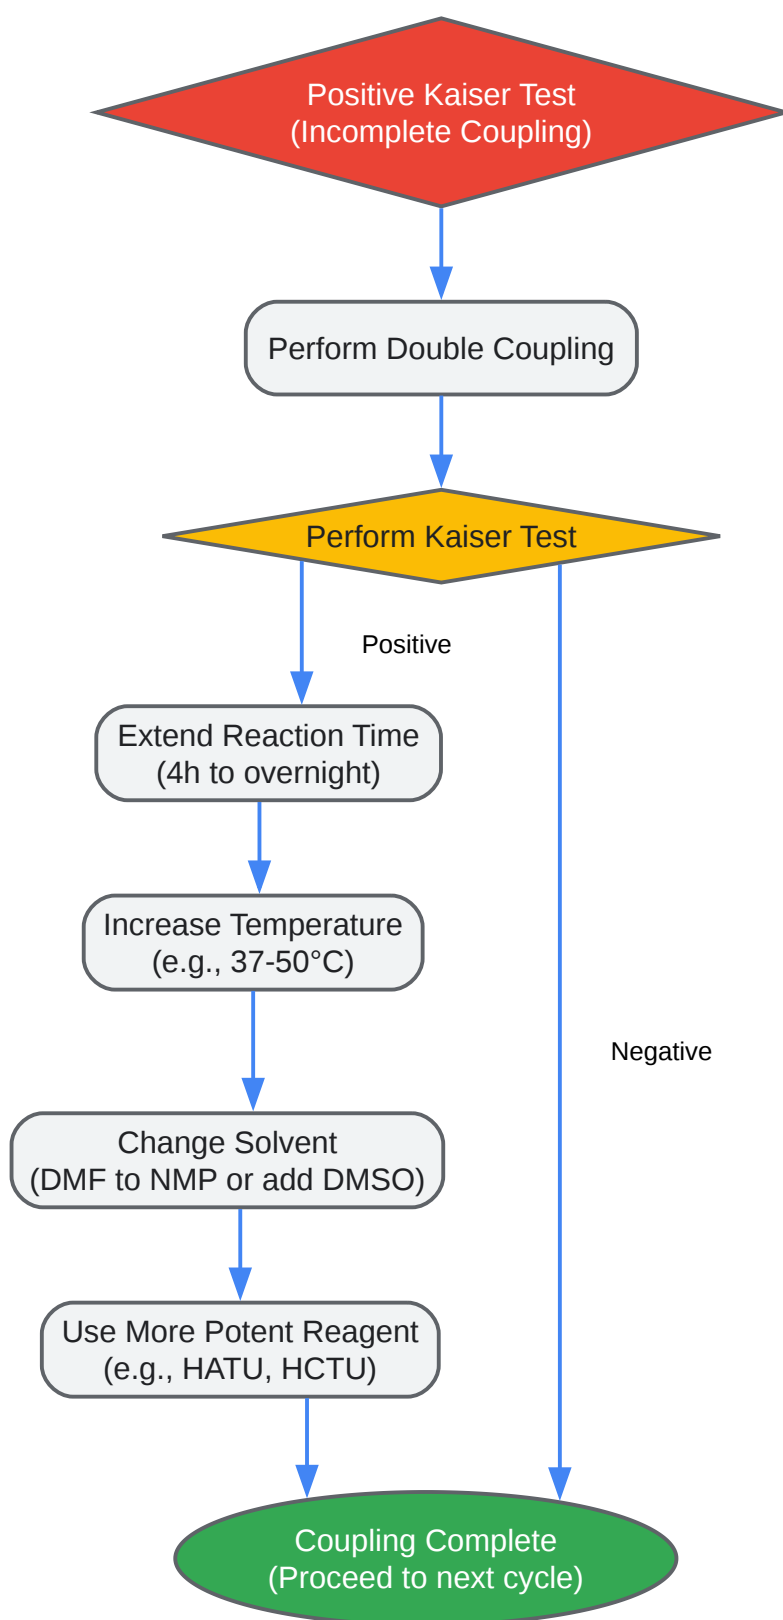 Positive Kaiser Test
(Incomplete Coupling)
Perform Double Coupling
Perform Kaiser Test
Positive
Extend Reaction Time
(4h to overnight)
Increase Temperature
(e.g., 37-50°C)
Negative
Change Solvent
(DMF to NMP or add DMSO)
Use More Potent Reagent
(e.g., HATU, HCTU)
Coupling Complete
(Proceed to next cycle)